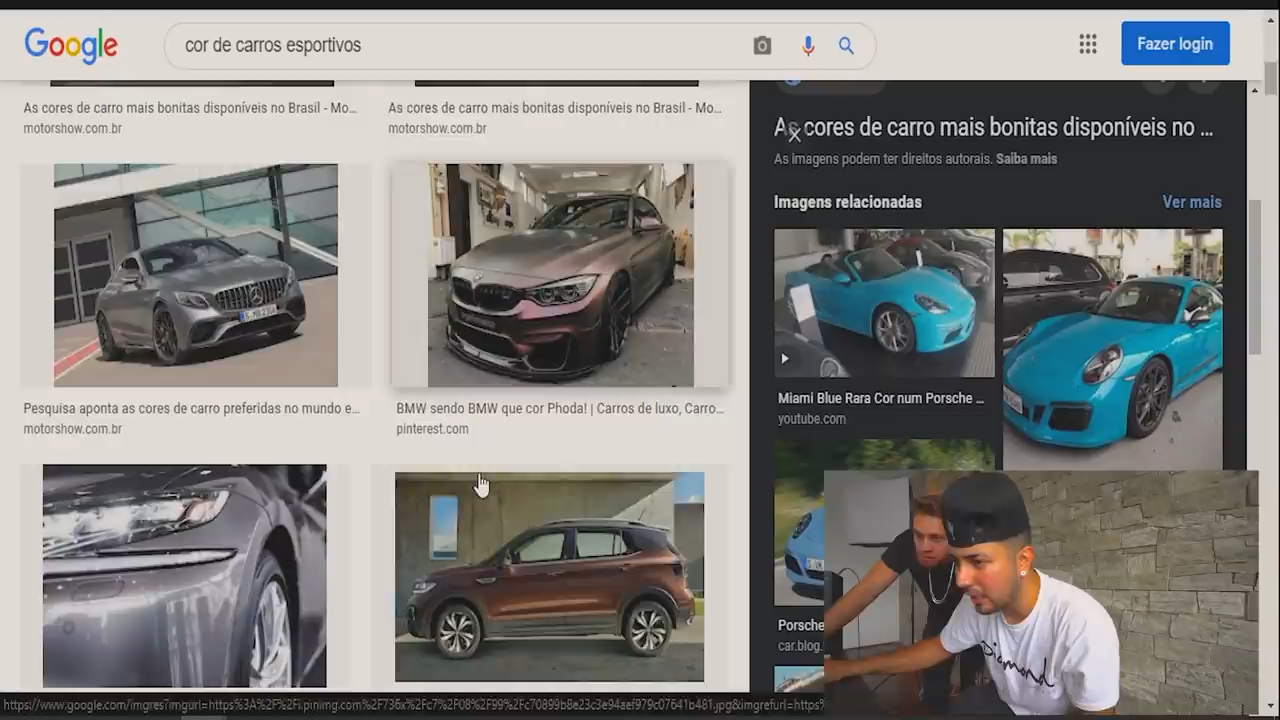 Google
cor de carros esportivos
Fazer login
As cores de carro mais bonitas disponíveis no Brasil - Mo...
motorshow.com.br
As cores de carro mais bonitas disponíveis no Brasil - Mo...
motorshow.com.br
Pesquisa aponta as cores de carro preferidas no mundo e...
motorshow.com.br
BMW sendo BMW que cor Phoda! | Carros de luxo, Carro...
pinterest.com
As cores de carro mais bonitas disponíveis no ...
As imagens podem ter direitos autorais. Saiba mais
Imagens relacionadas
Ver mais
Miami Blue Rara Cor num Porsche ...
youtube.com
Porsche
car.blog.
Diamond